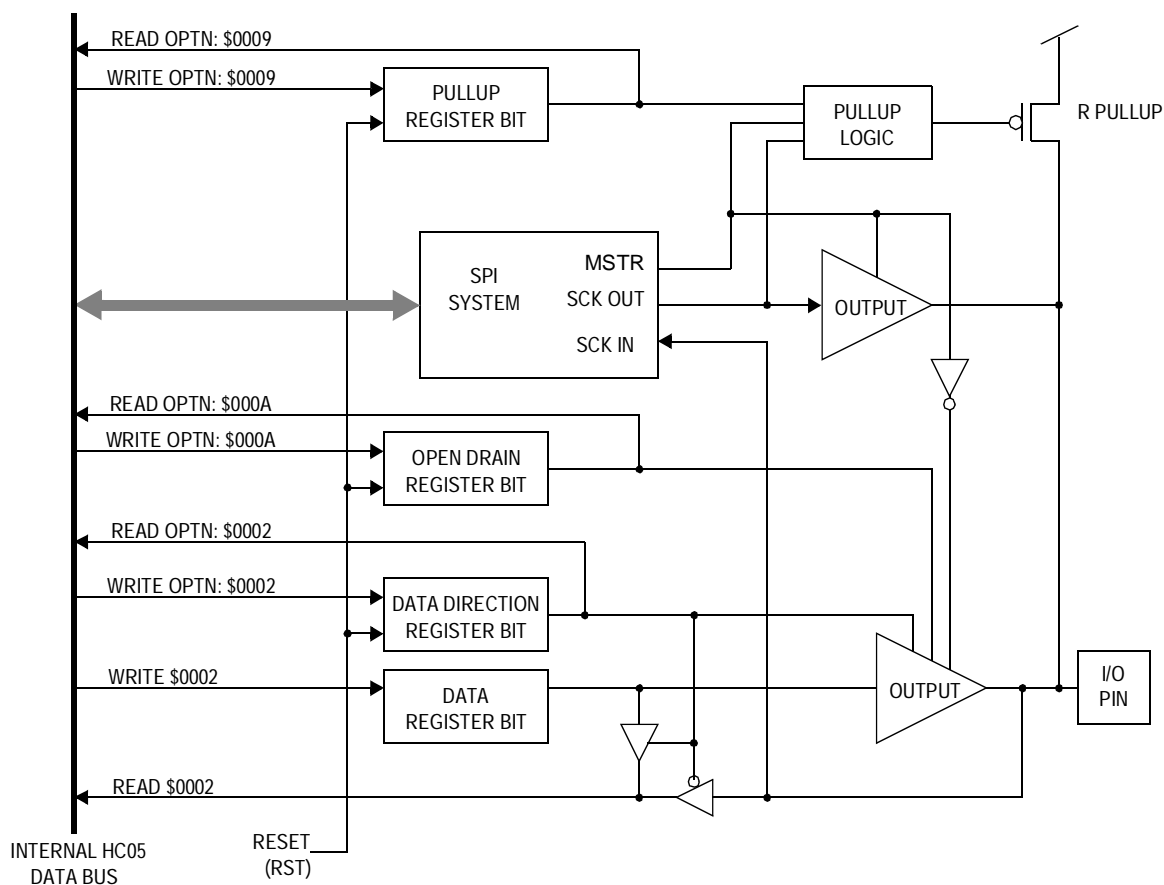 READ OPTN: $0009
WRITE OPTN: $0009
PULLUP
REGISTER BIT
PULLUP
LOGIC
R PULLUP
SPI
SYSTEM
MSTR
SCK OUT
SCK IN
OUTPUT
READ OPTN: $000A
WRITE OPTN: $000A
OPEN DRAIN
REGISTER BIT
READ OPTN: $0002
WRITE OPTN: $0002
DATA DIRECTION
REGISTER BIT
WRITE $0002
DATA
REGISTER BIT
OUTPUT
I/O
PIN
READ $0002
INTERNAL HC05
DATA BUS
RESET
(RST)